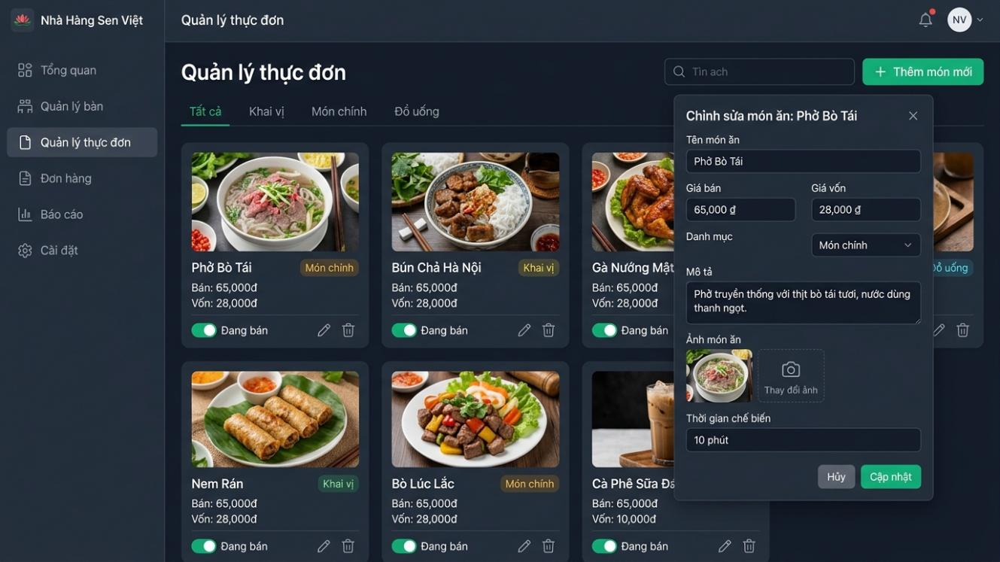 Nhà Hàng Sen Việt
Quản lý thực đơn
NV
Tổng quan
Quản lý bàn
Quản lý thực đơn
Đơn hàng
Báo cáo
Cài đặt
Quản lý thực đơn
Tìn ach
+ Thêm món mới
Tất cả
Khai vị
Món chính
Đồ uống
Phở Bò Tái
Món chính
Bán: 65,000đ
Vốn: 28,000đ
Đang bán
Bún Chả Hà Nội
Khai vị
Bán: 65,000đ
Vốn: 28,000đ
Đang bán
Gà Nướng Mật
Bán: 65,000đ
Vốn: 28,000đ
Đang bán
uống
Nem Rán
Khai vị
Bán: 65,000đ
Vốn: 28,000đ
Đang bán
Bò Lúc Lắc
Món chính
Bán: 65,000đ
Vốn: 28,000đ
Đang bán
Cà Phê Sữa
Bán: 65,000đ
Vốn: 10,000đ
Đang bán
Chinh sửa món ăn: Phở Bò Tái
Tên món ăn
Phở Bò Tái
Giá bán
Giá vốn
65,000 ₫
28,000 ₫
Danh mục
Món chính
Mô tả
Phờ truyền thống với thịt bò tái tươi, nước dùng
thanh ngọt.
Ảnh món ăn
Thay đổi ảnh
Thời gian chế biến
10 phút
Hủy
Cập nhật